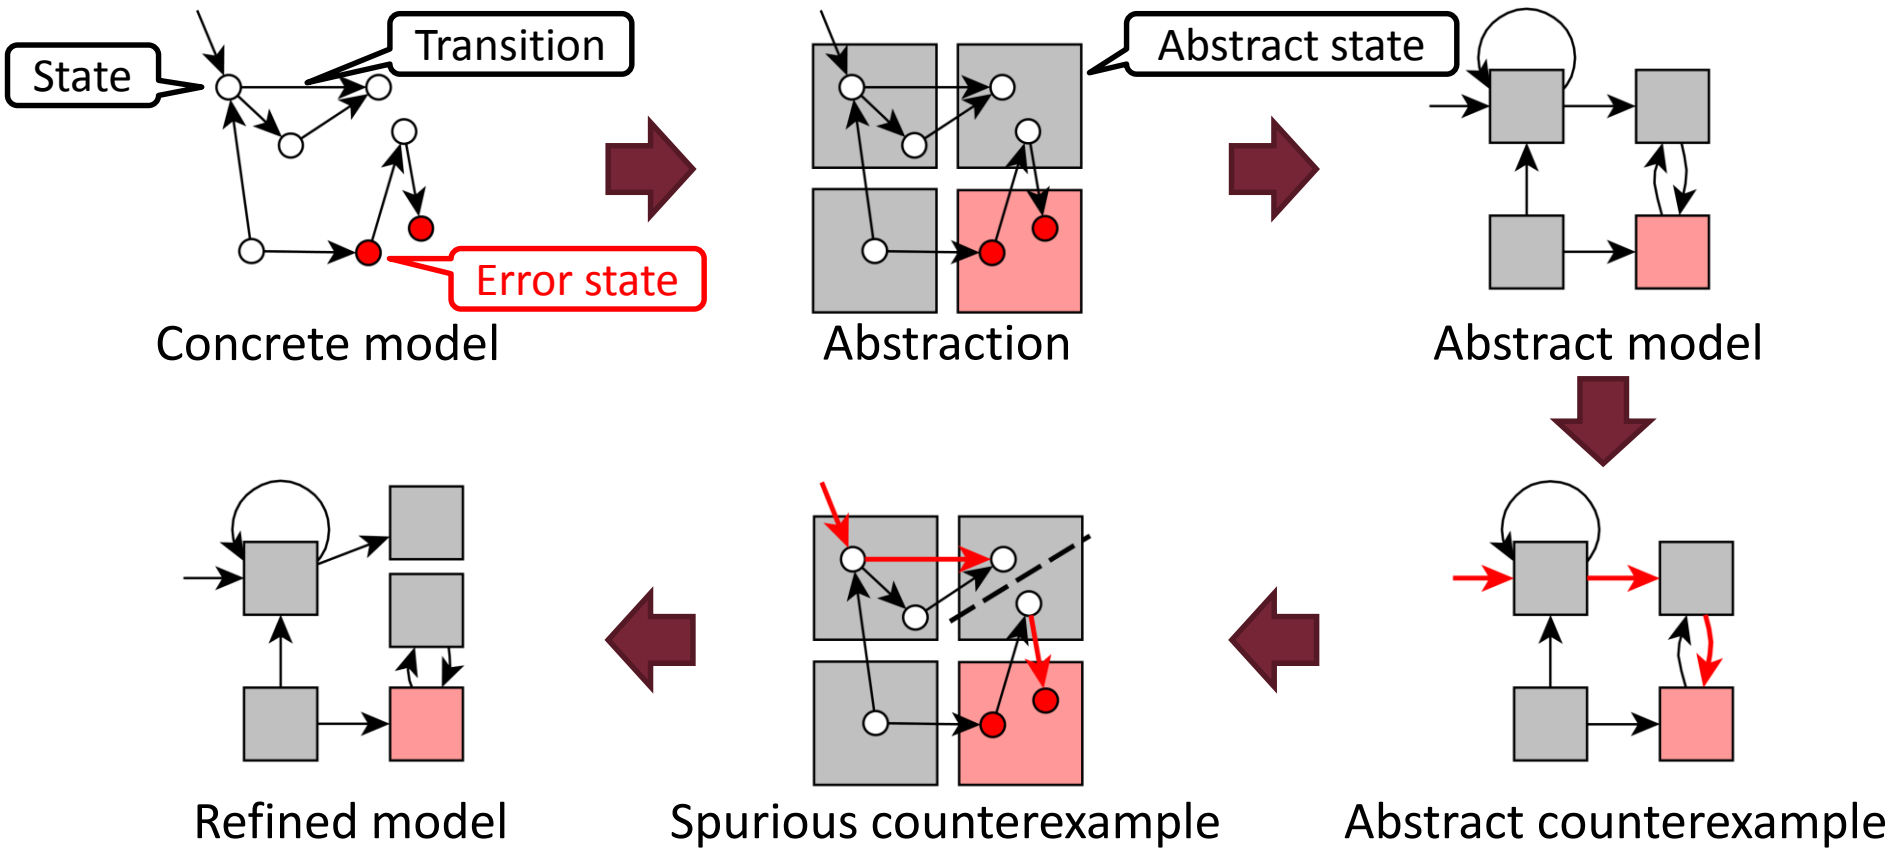 State
Transition
Error state
Concrete model
Abstract state
Abstraction
Abstract model
Refined model
Spurious counterexample
Abstract counterexample